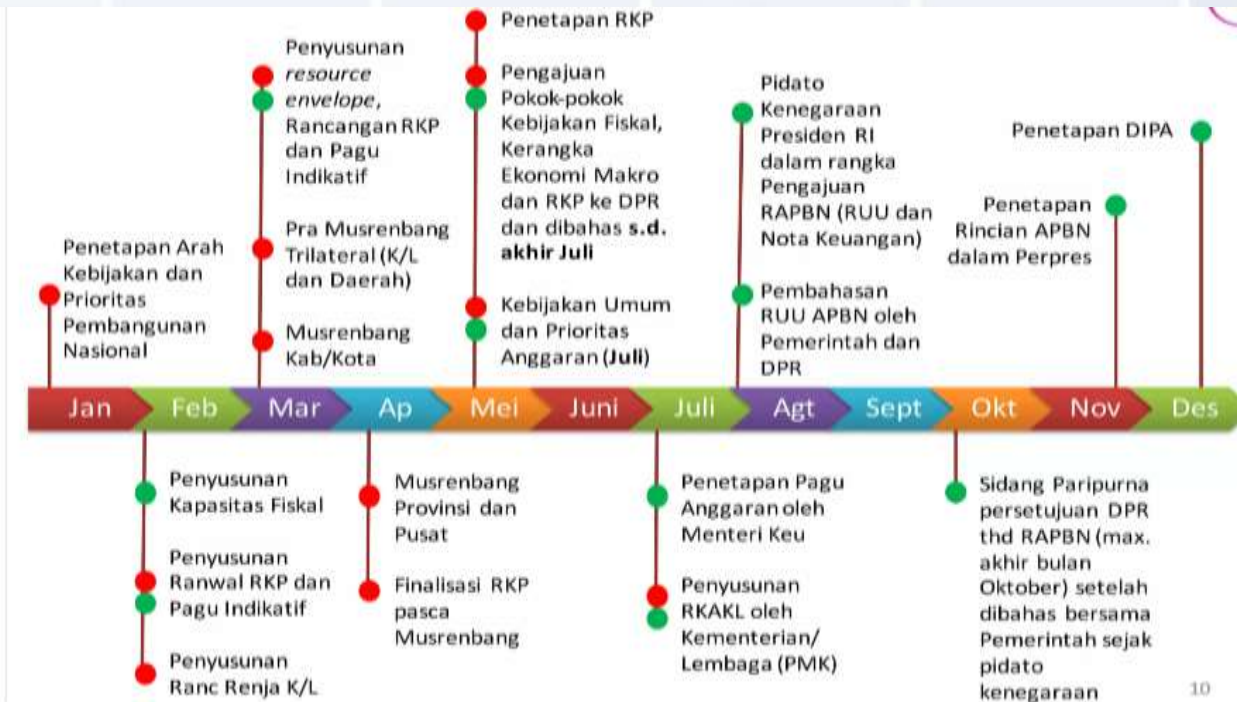 Penetapan Arah
Kebijakan dan
Prioritas
Pembangunan
Nasional
Penyusunan
resource
envelope,
Rancangan RKP
dan Pagu
Indikatif
Pra Musrenbang
Trilateral (K/L
dan Daerah)
Musrenbang
Kab/Kota
Penetapan RKP
Pengajuan
Pokok-pokok
Kebijakan Fiskal,
Kerangka
Ekonomi Makro
dan RKP ke DPR
dan dibahas s.d.
akhir Juli
Kebijakan Umum
dan Prioritas
Anggaran (Juli)
Pidato
Kenegaraan
Presiden RI
dalam rangka
Pengajuan
RAPBN (RUU dan
Nota Keuangan)
Pembahasan
RUU APBN oleh
Pemerintah dan
DPR
Penetapan
Rincian APBN
dalam Perpres
Penetapan DIPA
Jan Feb Mar Ap Mei Juni Juli Agt Sept Okt Nov Des
Penyusunan
Kapasitas Fiskal
Penyusunan
Ranwal RKP dan
Pagu Indikatif
Penyusunan
Ranc Renja K/L
Musrenbang
Provinsi dan
Pusat
Finalisasi RKP
pasca
Musrenbang
Penetapan Pagu
Anggaran oleh
Menteri Keu
Penyusunan
RKAKL oleh
Kementerian/
Lembaga (PMK)
Sidang Paripurna
persetujuan DPR
thd RAPBN (max.
akhir bulan
Oktober) setelah
dibahas bersama
Pemerintah sejak
pidato
kenegaraan
10